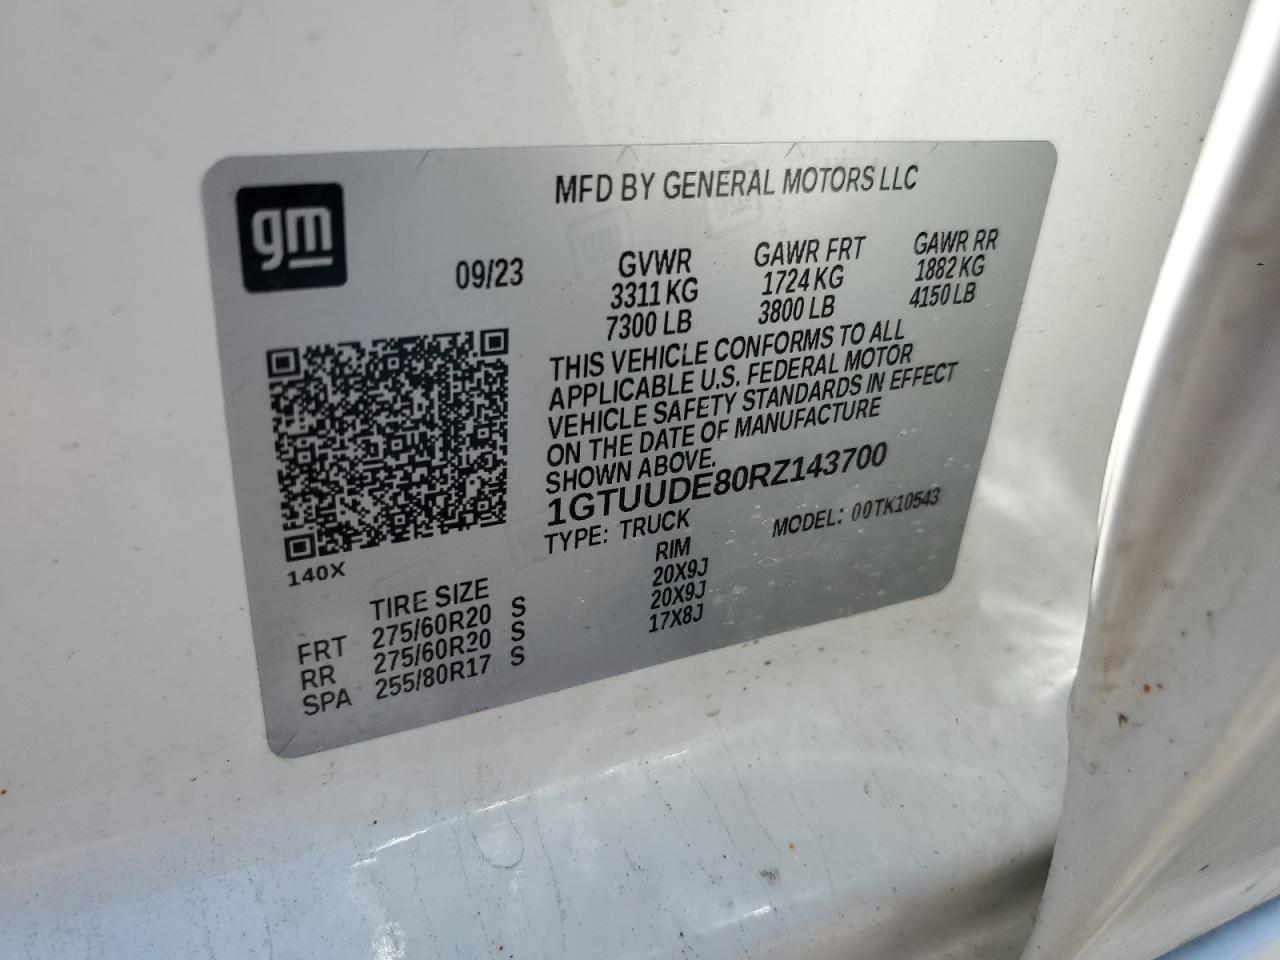 gm
MFD BY GENERAL MOTORS LLC
09/23
GVWR
3311 KG
7300 LB
GAWR FRT
1724 KG
3800 LB
GAWR RR
1882 KG
4150 LB
THIS VEHICLE CONFORMS TO ALL
APPLICABLE U.S. FEDERAL MOTOR
VEHICLE SAFETY STANDARDS IN EFFECT
ON THE DATE OF MANUFACTURE
SHOWN ABOVE.
1GTUUDE80RZ143700
TYPE: TRUCK
MODEL: 00TK10543
140X
TIRE SIZE RIM
FRT 275/60R20 S 20X9J
RR 275/60R20 S 20X9J
SPA 255/80R17 S 17X8J